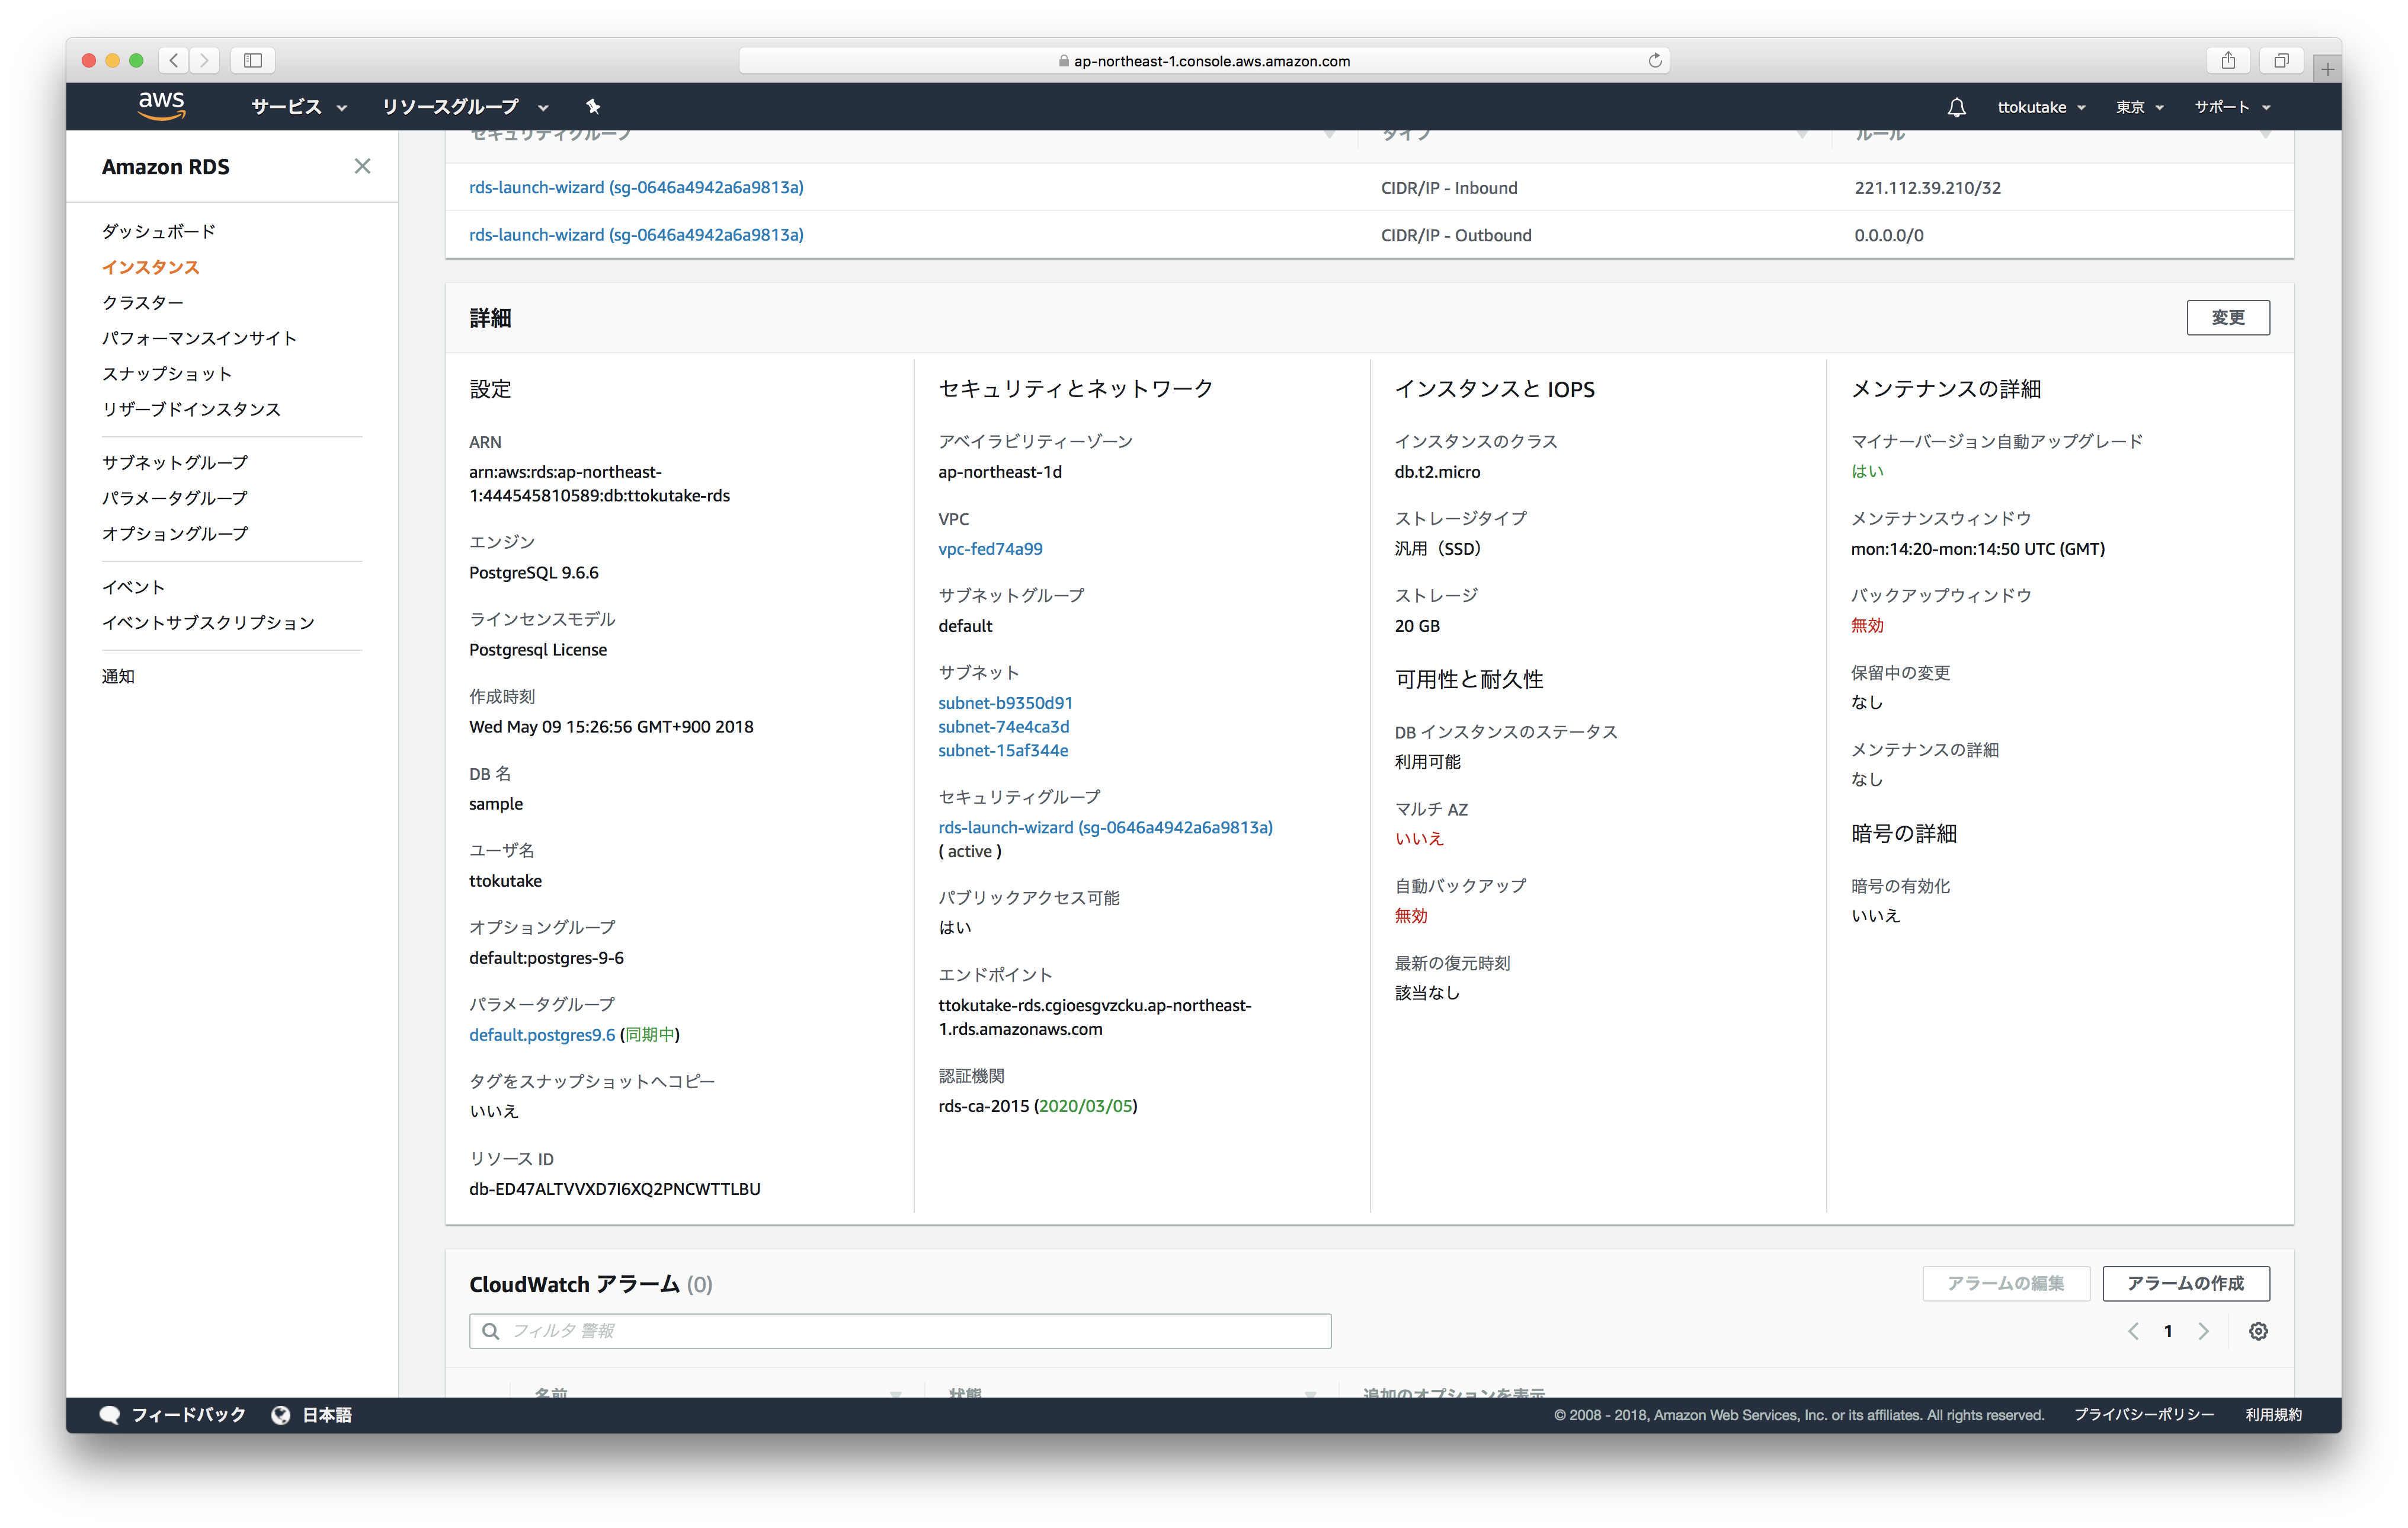 ap-northeast-1.console.aws.amazon.com
aws
サービス
リソースグループ
ttokutake
東京
サポート
Amazon RDS
ダッシュボード
インスタンス
クラスター
パフォーマンスインサイト
スナップショット
リザーブドインスタンス
サブネットグループ
パラメータグループ
オプショングループ
イベント
イベントサブスクリプション
通知
セキュリティグループ
タイプ
ルール
rds-launch-wizard (sg-0646a4942a6a9813a)
CIDR/IP - Inbound
221.112.39.210/32
rds-launch-wizard (sg-0646a4942a6a9813a)
CIDR/IP - Outbound
0.0.0.0/0
詳細
変更
設定
ARN
arn:aws:rds:ap-northeast-
1:444545810589:db:ttokutake-rds
エンジン
PostgreSQL 9.6.6
ラインセンスモデル
Postgresql License
作成時刻
Wed May 09 15:26:56 GMT+900 2018
DB 名
sample
ユーザ名
ttokutake
オプショングループ
default:postgres-9-6
パラメータグループ
default.postgres9.6 (同期中)
タグをスナップショットへコピー
いいえ
リソース ID
db-ED47ALTVVXD7I6XQ2PNCWTTLBU
セキュリティとネットワーク
アベイラビリティーゾーン
ap-northeast-1d
VPC
vpc-fed74a99
サブネットグループ
default
サブネット
subnet-b9350d91
subnet-74e4ca3d
subnet-15af344e
セキュリティグループ
rds-launch-wizard (sg-0646a4942a6a9813a)
( active )
パブリックアクセス可能
はい
エンドポイント
ttokutake-rds.cgioesgvzcku.ap-northeast-
1.rds.amazonaws.com
認証機関
rds-ca-2015 (2020/03/05)
インスタンスと IOPS
インスタンスのクラス
db.t2.micro
ストレージタイプ
汎用（SSD）
ストレージ
20 GB
可用性と耐久性
DB インスタンスのステータス
利用可能
マルチ AZ
いいえ
自動バックアップ
無効
最新の復元時刻
該当なし
メンテナンスの詳細
マイナーバージョン自動アップグレード
はい
メンテナンスウィンドウ
mon:14:20-mon:14:50 UTC (GMT)
バックアップウィンドウ
無効
保留中の変更
なし
メンテナンスの詳細
なし
暗号の詳細
暗号の有効化
いいえ
CloudWatch アラーム (0)
アラームの編集
アラームの作成
フィルタ 警報
1
名前
状態
追加のオプションを表示
フィードバック
日本語
© 2008 - 2018, Amazon Web Services, Inc. or its affiliates. All rights reserved.
プライバシーポリシー
利用規約